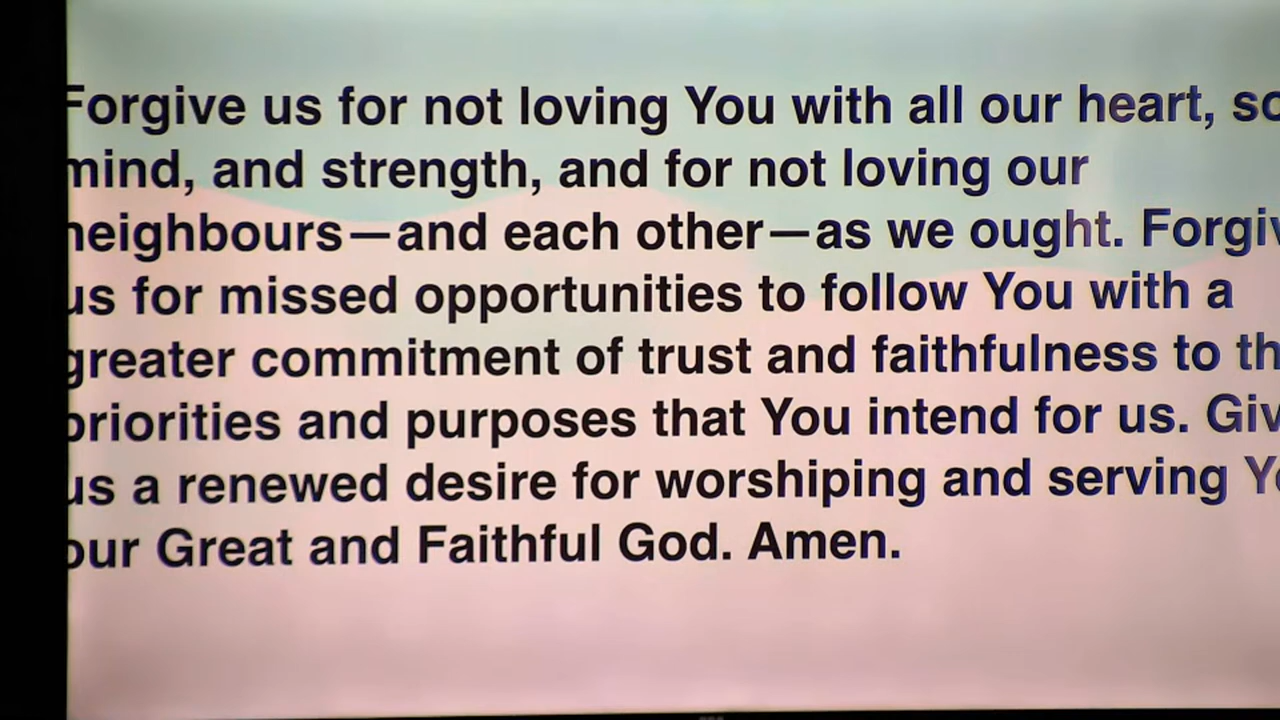 Forgive us for not loving You with all our heart,
mind, and strength, and for not loving our
neighbours—and each other—as we ought. Forgive
us for missed opportunities to follow You with a
greater commitment of trust and faithfulness to
priorities and purposes that You intend for us. Give
us a renewed desire for worshiping and serving
our Great and Faithful God. Amen.